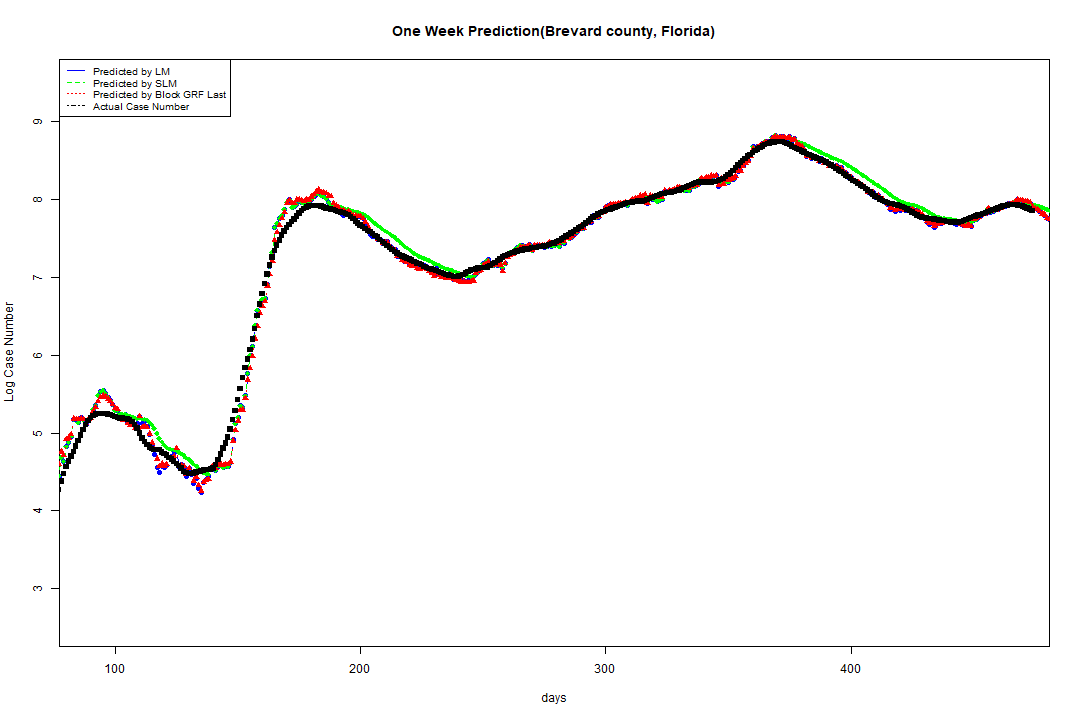 One Week Prediction(Brevard county, Florida)
Predicted by LM
Predicted by SLM
Predicted by Block GRF Last
Actual Case Number
9
8
7
6
5
4
3
Log Case Number
100 200 300 400
days